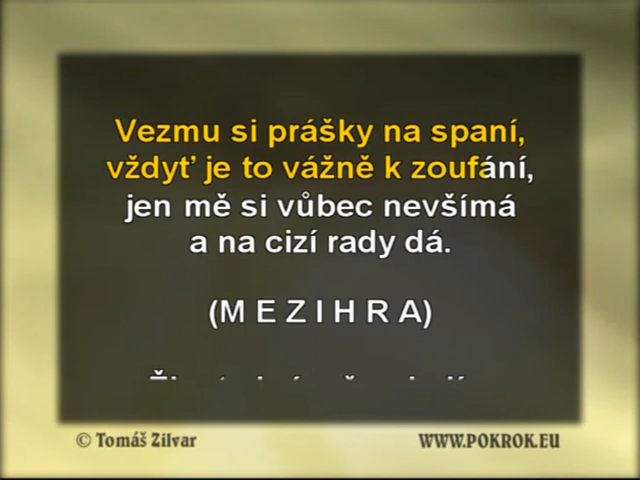 Vezmu si prášky na spaní,
vždyť je to vážně k zoufání,
jen mě si vůbec nevšímá
a na cizí rady dá.
(M E Z I H R A)
© Tomáš Zilvar
WWW.POKROK.EU